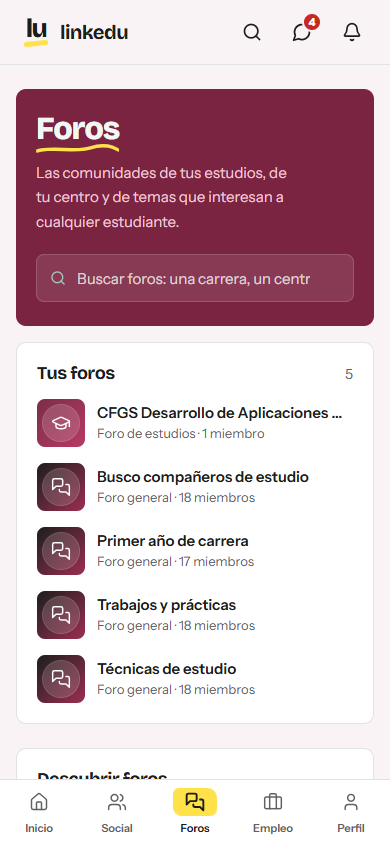 lu linkedu
4
Foros
Las comunidades de tus estudios, de
tu centro y de temas que interesan a
cualquier estudiante.
Buscar foros: una carrera, un centr
Tus foros
5
CFGS Desarrollo de Aplicaciones ...
Foro de estudios · 1 miembro
Busco compañeros de estudio
Foro general · 18 miembros
Primer año de carrera
Foro general · 17 miembros
Trabajos y prácticas
Foro general · 18 miembros
Técnicas de estudio
Foro general · 18 miembros
Descubrir foros
Inicio
Social
Foros
Empleo
Perfil